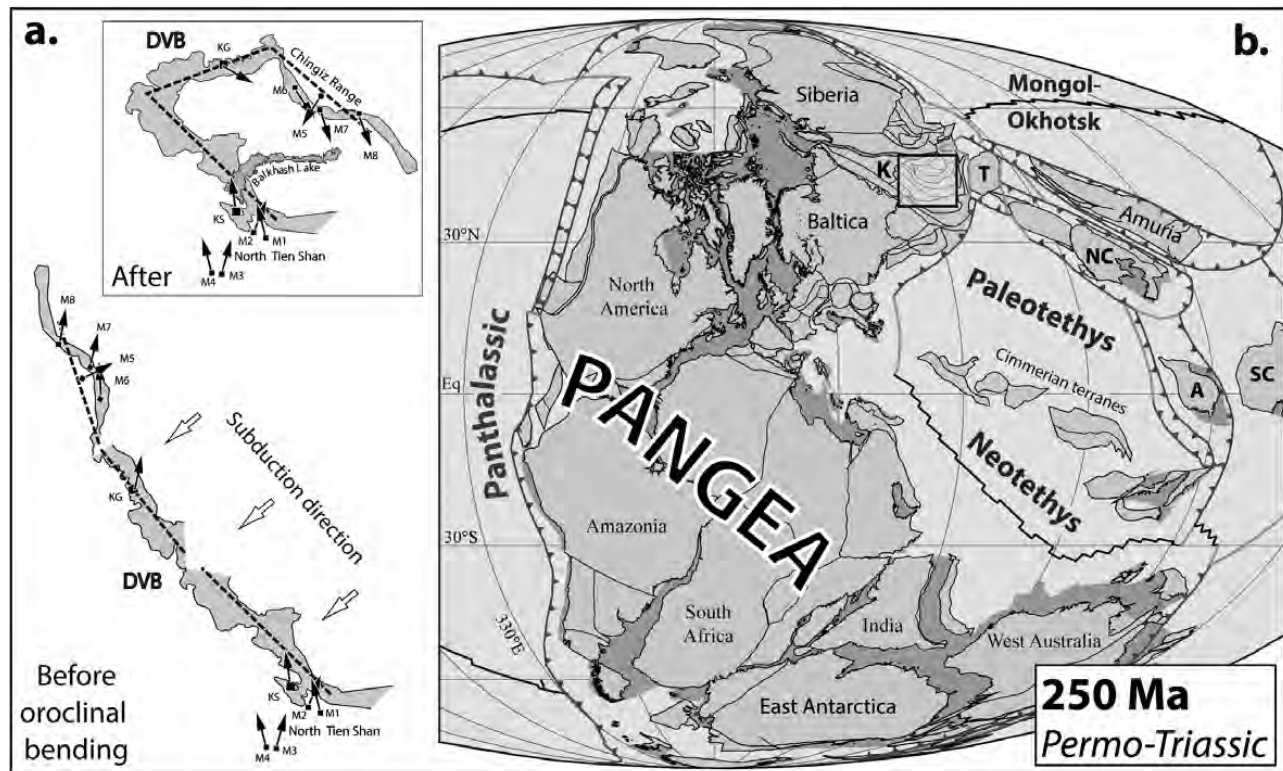 a.
DVB
KG
Chingiz Range
M6
M5
M7
M8
Balkhash Lake
KS
M2
M1
North Tien Shan
M4
M3
After
M8
M7
M5
M6
Subduction direction
KG
DVB
KS
M2
M1
North Tien Shan
M4
M3
Before
oroclinal
bending
b.
Siberia
Mongol-
Okhotsk
K
T
Baltica
Amuria
30°N
NC
North
America
Paleotethys
Panthalassic
Cimmerian terranes
Eq
A
SC
PANGEA
Neotethys
Amazonia
30°S
South
Africa
India
West Australia
330°E
East Antarctica
250 Ma
Permo-Triassic